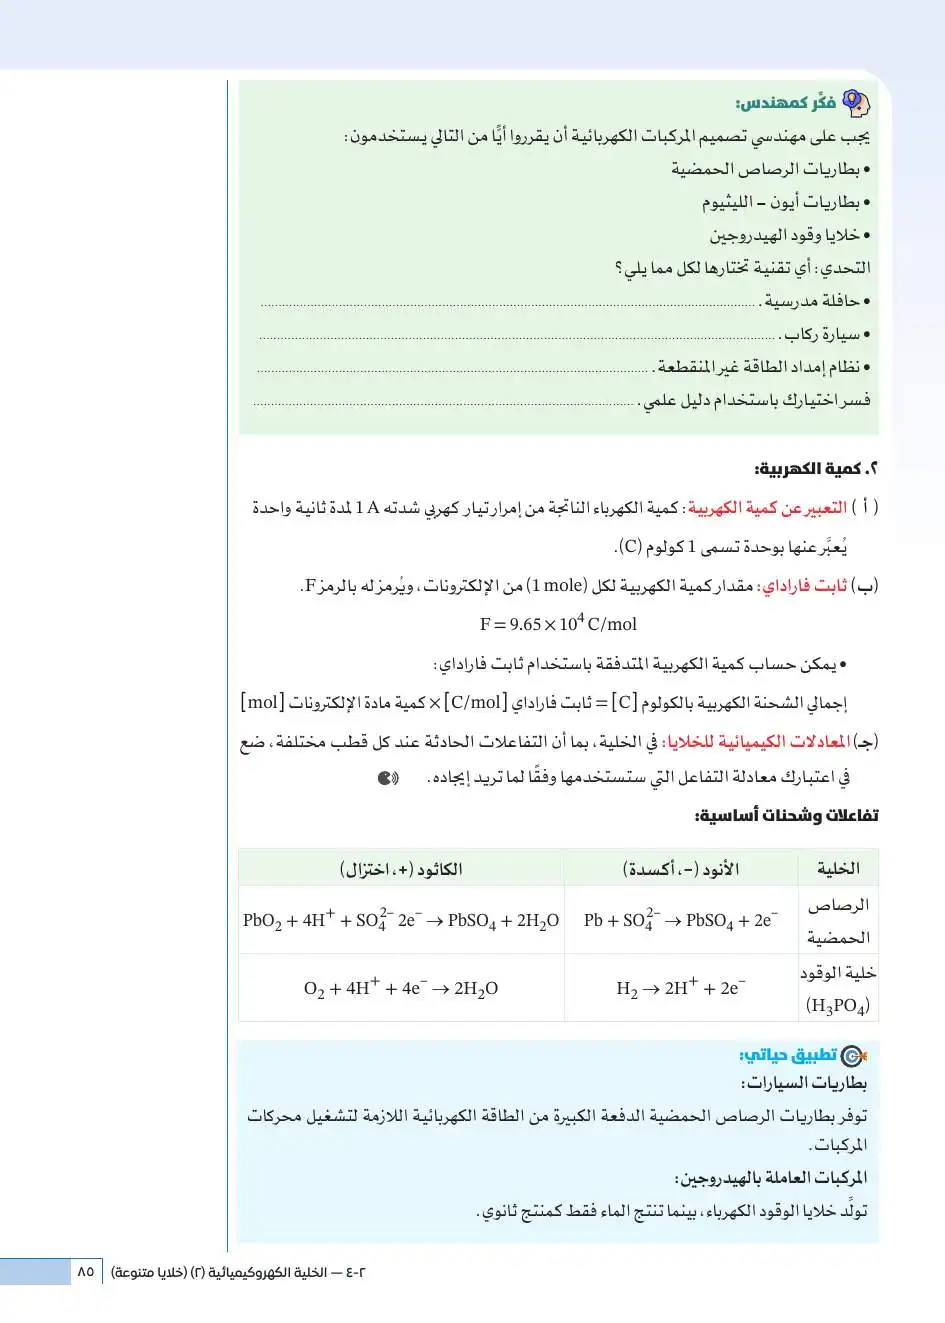 فكِّر كمهندس:
يجب على مهندسي تصميم المركبات الكهربائية أن يقرروا أيًّا من التالي يستخدمون:
• بطاريات الرصاص الحمضية
• بطاريات أيون – الليثيوم
• خلايا وقود الهيدروجين
التحدي: أي تقنية تختارها لكل مما يلي؟
• حافلة مدرسية. ........................................
• سيارة ركاب. ........................................
• نظام إمداد الطاقة غير المنقطعة. ........................................
فسر اختيارك باستخدام دليل علمي. ........................................
٢. كمية الكهربية:
( أ ) التعبير عن كمية الكهربية: كمية الكهرباء الناتجة من إمرار تيار كهربي شدته 1 A لمدة ثانية واحدة
يُعبَّر عنها بوحدة تسمى 1 كولوم (C).
(ب) ثابت فاراداي: مقدار كمية الكهربية لكل (1 mole) من الإلكترونات، ويُرمز له بالرمز F.
F = 9.65 × 10⁴ C/mol
• يمكن حساب كمية الكهربية المتدفقة باستخدام ثابت فاراداي:
إجمالي الشحنة الكهربية بالكولوم [C] = ثابت فاراداي [C/mol] × كمية مادة الإلكترونات [mol]
(جـ) المعادلات الكيميائية للخلايا: في الخلية، بما أن التفاعلات الحادثة عند كل قطب مختلفة، ضع
في اعتبارك معادلة التفاعل التي ستستخدمها وفقًا لما تريد إيجاده.
تفاعلات وشحنات أساسية:
الخلية الأنود (–، أكسدة) الكاثود (+، اختزال)
الرصاص الحمضية Pb + SO₄²⁻ → PbSO₄ + 2e⁻ PbO₂ + 4H⁺ + SO₄²⁻ 2e⁻ → PbSO₄ + 2H₂O
خلية الوقود (H₃PO₄) H₂ → 2H⁺ + 2e⁻ O₂ + 4H⁺ + 4e⁻ → 2H₂O
تطبيق حياتي:
بطاريات السيارات:
توفر بطاريات الرصاص الحمضية الدفعة الكبيرة من الطاقة الكهربائية اللازمة لتشغيل محركات
المركبات.
المركبات العاملة بالهيدروجين:
تولِّد خلايا الوقود الكهرباء، بينما تنتج الماء فقط كمنتج ثانوي.
٢-٤ — الخلية الكهروكيميائية (٢) (خلايا متنوعة) ٨٥